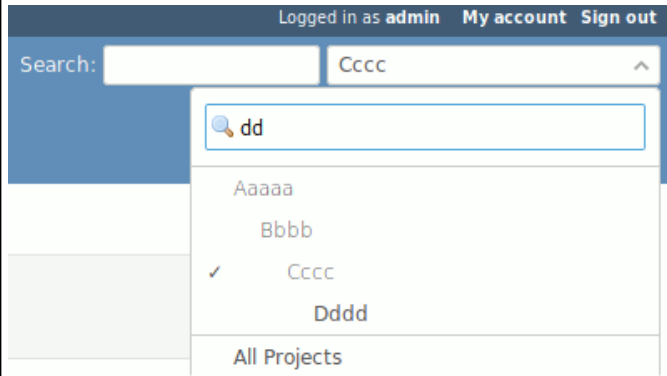 Logged in as admin My account Sign out
Search: Cccc
dd
Aaaaa
Bbbb
✓ Cccc
Dddd
All Projects